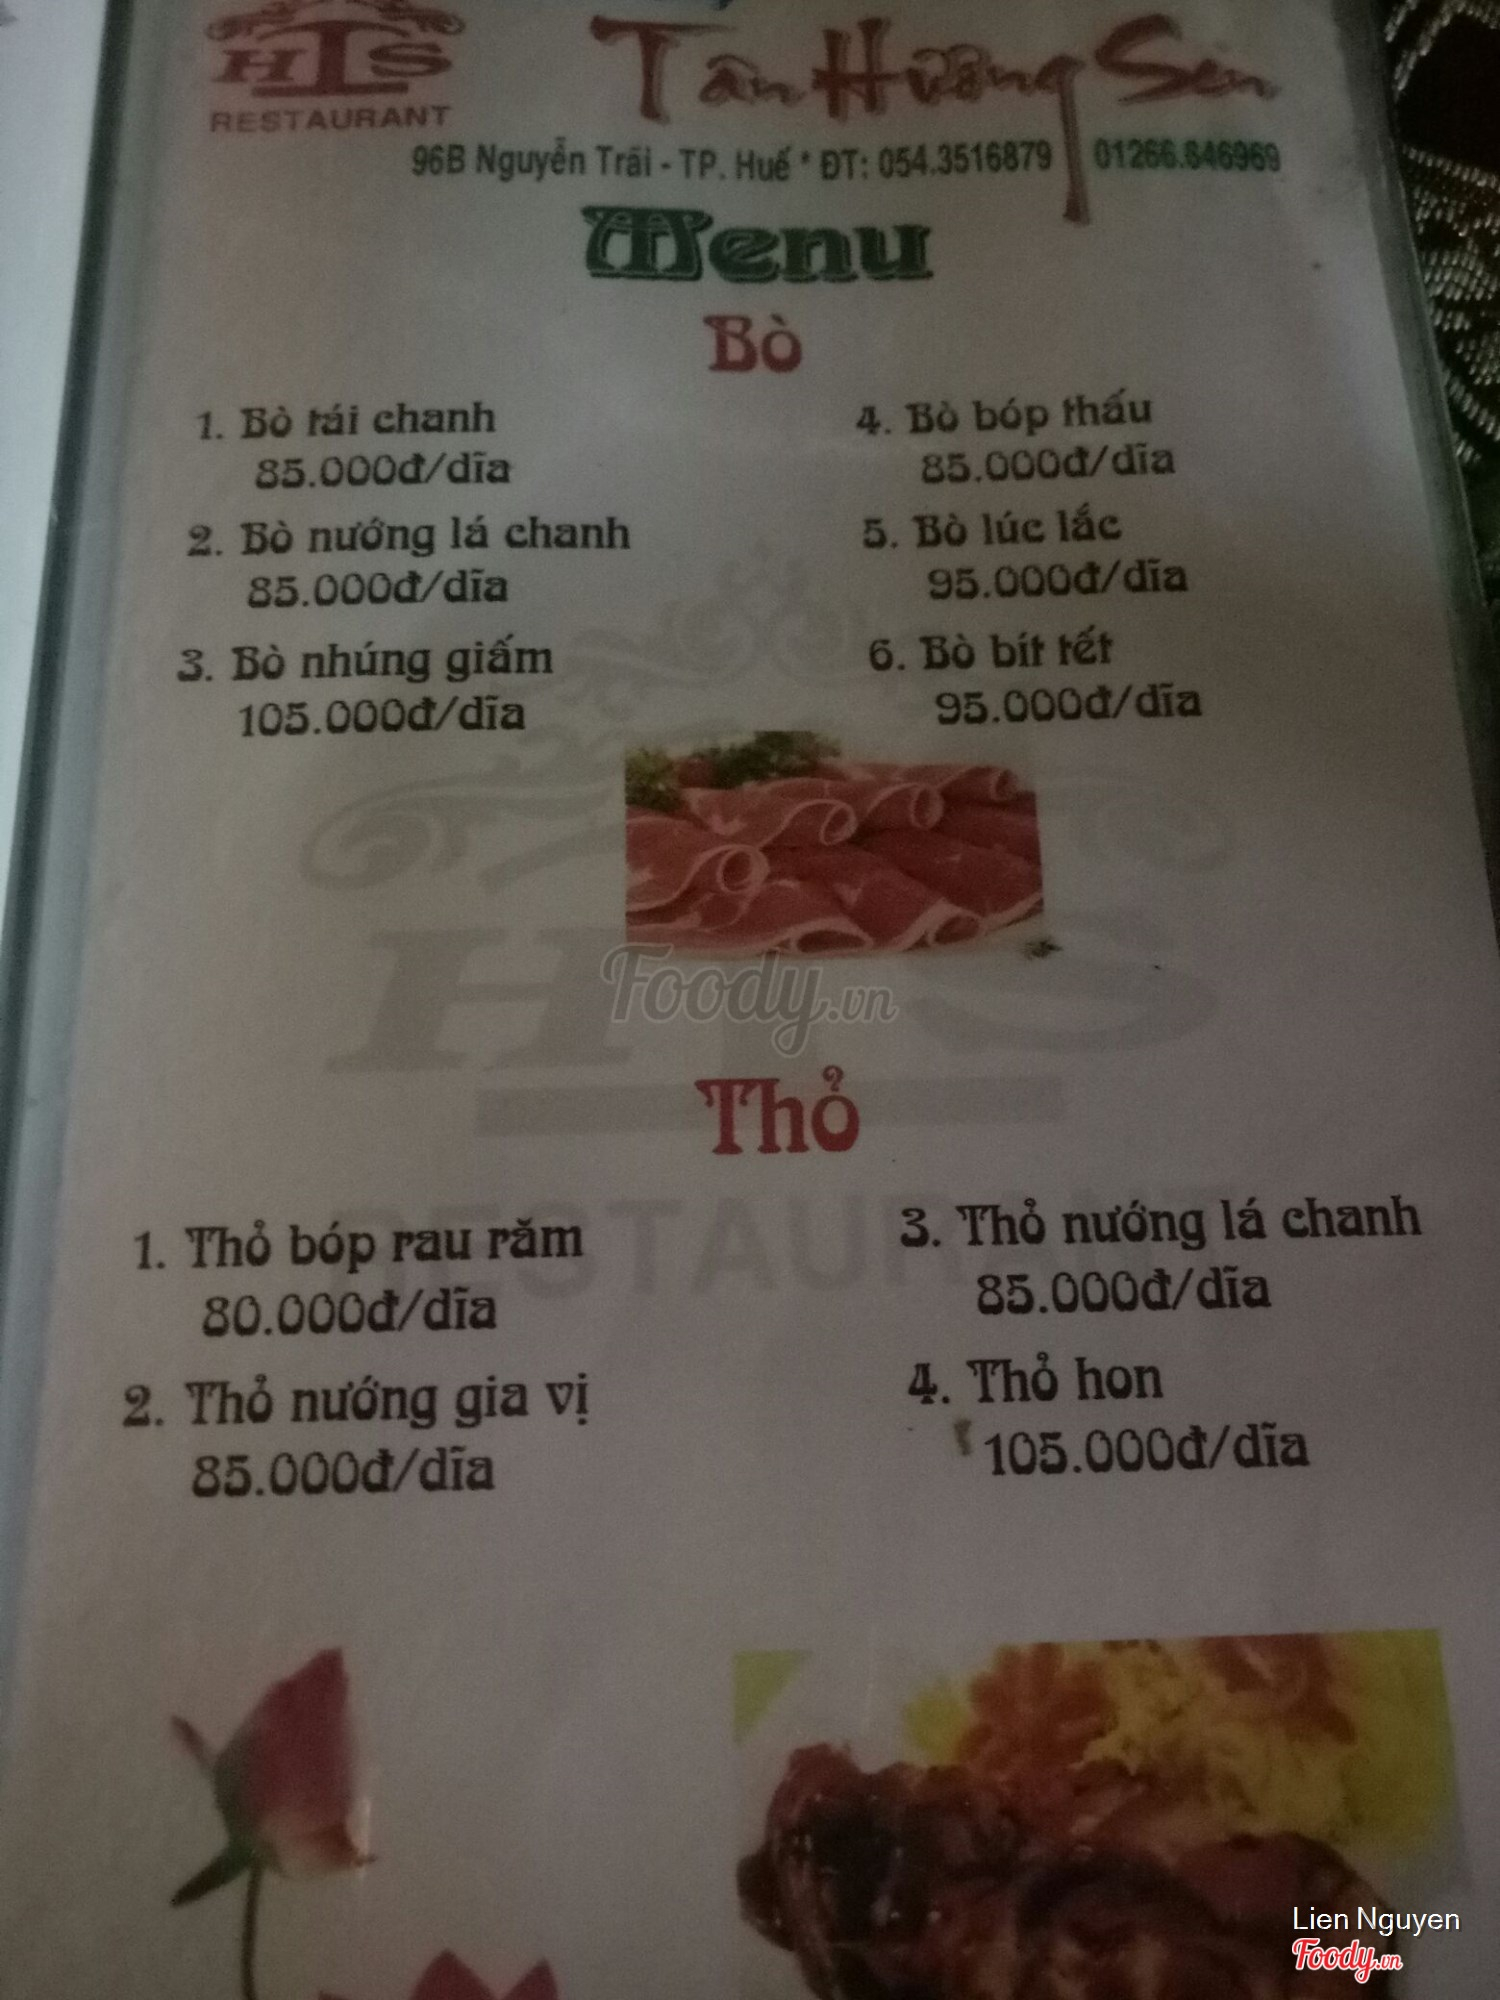 HTS
RESTAURANT
Tân Hương Sen
96B Nguyễn Trãi - TP. Huế * ĐT: 054.3516879 01266.646969
Menu
Bò
1. Bò tái chanh
85.000đ/dĩa
2. Bò nướng lá chanh
85.000đ/dĩa
3. Bò nhúng giấm
105.000đ/dĩa
4. Bò bóp thấu
85.000đ/dĩa
5. Bò lúc lắc
95.000đ/dĩa
6. Bò bít tết
95.000đ/dĩa
HTS
Foody.vn
RESTAURANT
Thỏ
1. Thỏ bóp rau răm
80.000đ/dĩa
2. Thỏ nướng gia vị
85.000đ/dĩa
3. Thỏ nướng lá chanh
85.000đ/dĩa
4. Thỏ hon
105.000đ/dĩa
Lien Nguyen
Foody.vn